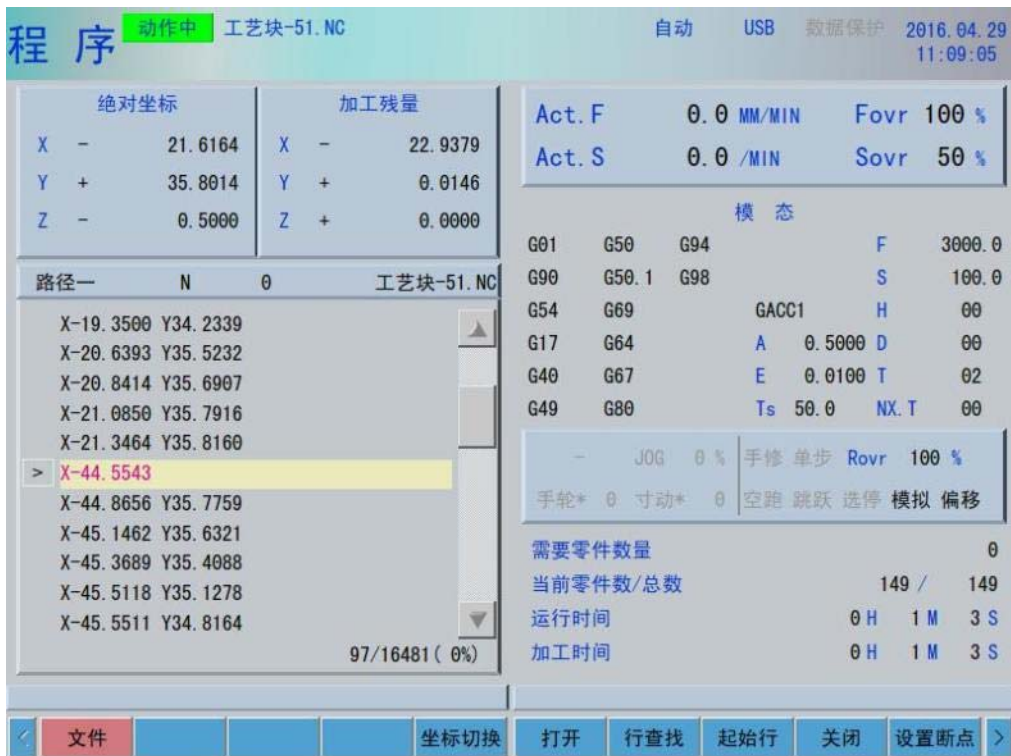 程 序 动作中 工艺块-51.NC 自动 USB 数据保护 2016.04.29
11:09:05
绝对坐标 加工残量
X - 21.6164 X - 22.9379
Y + 35.8014 Y + 0.0146
Z - 0.5000 Z + 0.0000
路径一 N 0 工艺块-51.NC
X-19.3500 Y34.2339
X-20.6393 Y35.5232
X-20.8414 Y35.6907
X-21.0850 Y35.7916
X-21.3464 Y35.8160
> X-44.5543
X-44.8656 Y35.7759
X-45.1462 Y35.6321
X-45.3689 Y35.4088
X-45.5118 Y35.1278
X-45.5511 Y34.8164
97/16481( 0%)
Act.F 0.0 MM/MIN Fovr 100 %
Act.S 0.0 /MIN Sovr 50 %
模 态
G01 G50 G94 F 3000.0
G90 G50.1 G98 S 100.0
G54 G69 GACC1 H 00
G17 G64 A 0.5000 D 00
G40 G67 E 0.0100 T 02
G49 G80 Ts 50.0 NX.T 00
- JOG 0 % 手修 单步 Rovr 100 %
手轮* 0 寸动* 0 空跑 跳跃 选停 模拟 偏移
需要零件数量 0
当前零件数/总数 149 / 149
运行时间 0 H 1 M 3 S
加工时间 0 H 1 M 3 S
< 文件 坐标切换 打开 行查找 起始行 关闭 设置断点 >